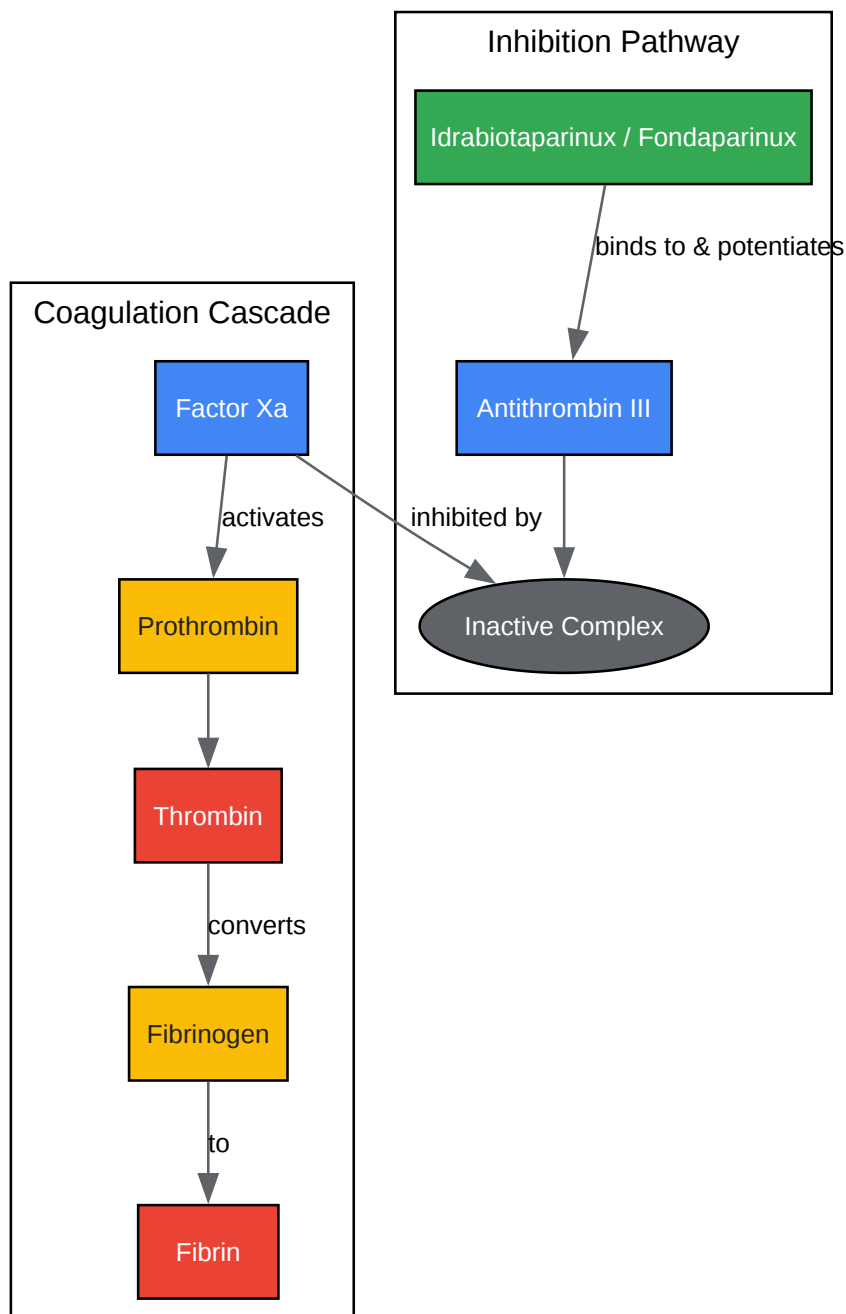 Inhibition Pathway
Idrabiotaparinux / Fondaparinux
binds to & potentiates
Coagulation Cascade
Factor Xa
Antithrombin III
activates
inhibited by
Prothrombin
Inactive Complex
Thrombin
converts
Fibrinogen
to
Fibrin